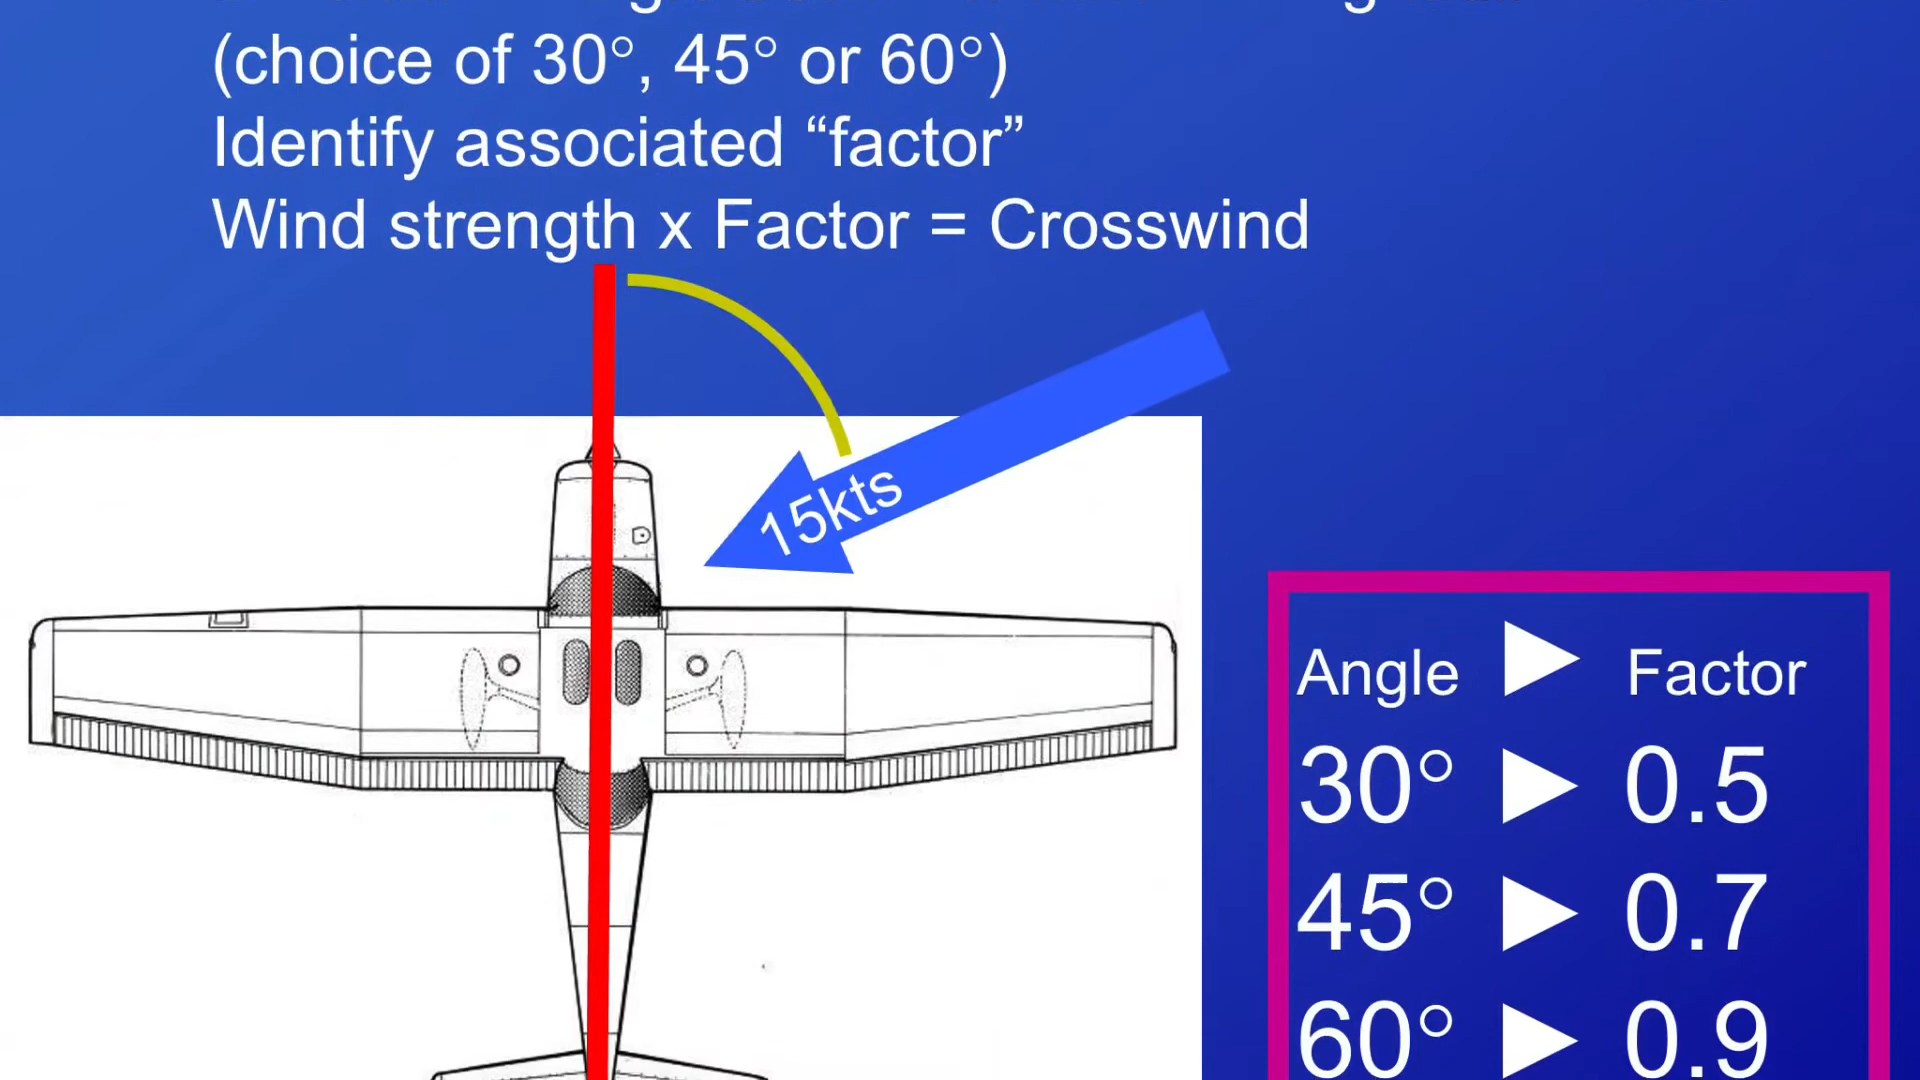 (choice of 30°, 45° or 60°)
Identify associated “factor”
Wind strength x Factor = Crosswind
15kts
Angle ▶ Factor
30° ▶ 0.5
45° ▶ 0.7
60° ▶ 0.9